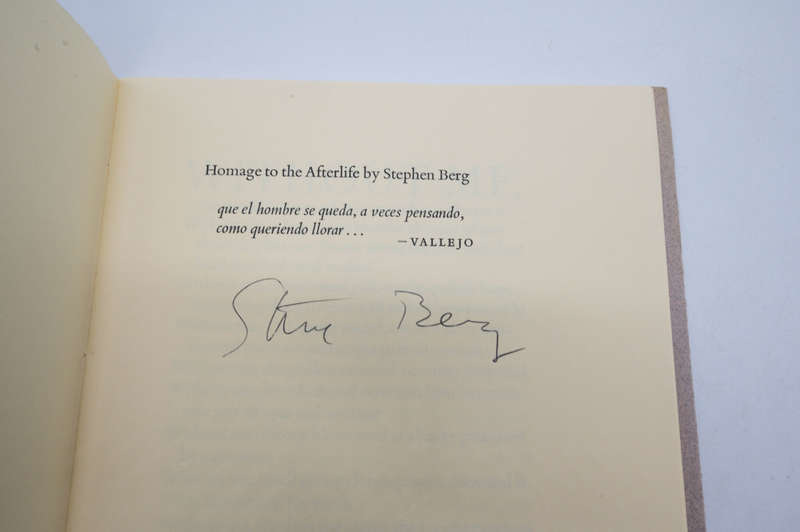 Homage to the Afterlife by Stephen Berg
que el hombre se queda, a veces pensando,
como queriendo llorar . . .
—VALLEJO
Steve Berg